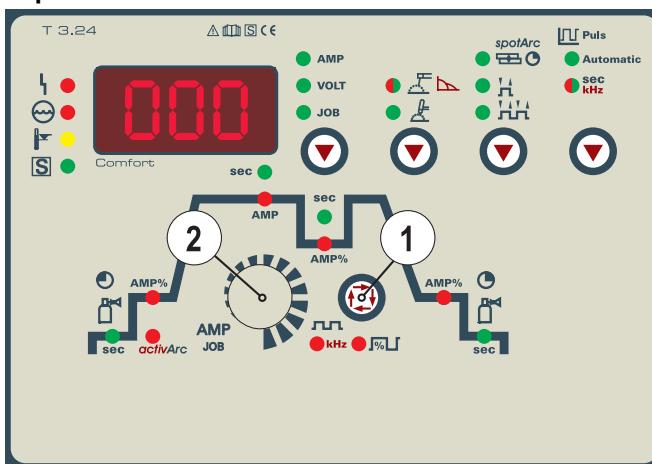 T 3.24
S CE
Puls
spotArc
AMP
Automatic
VOLT
sec
kHz
JOB
000
S
Comfort
sec
AMP
sec
AMP%
2
1
AMP%
AMP%
sec
activArc
AMP
JOB
kHz
%
sec